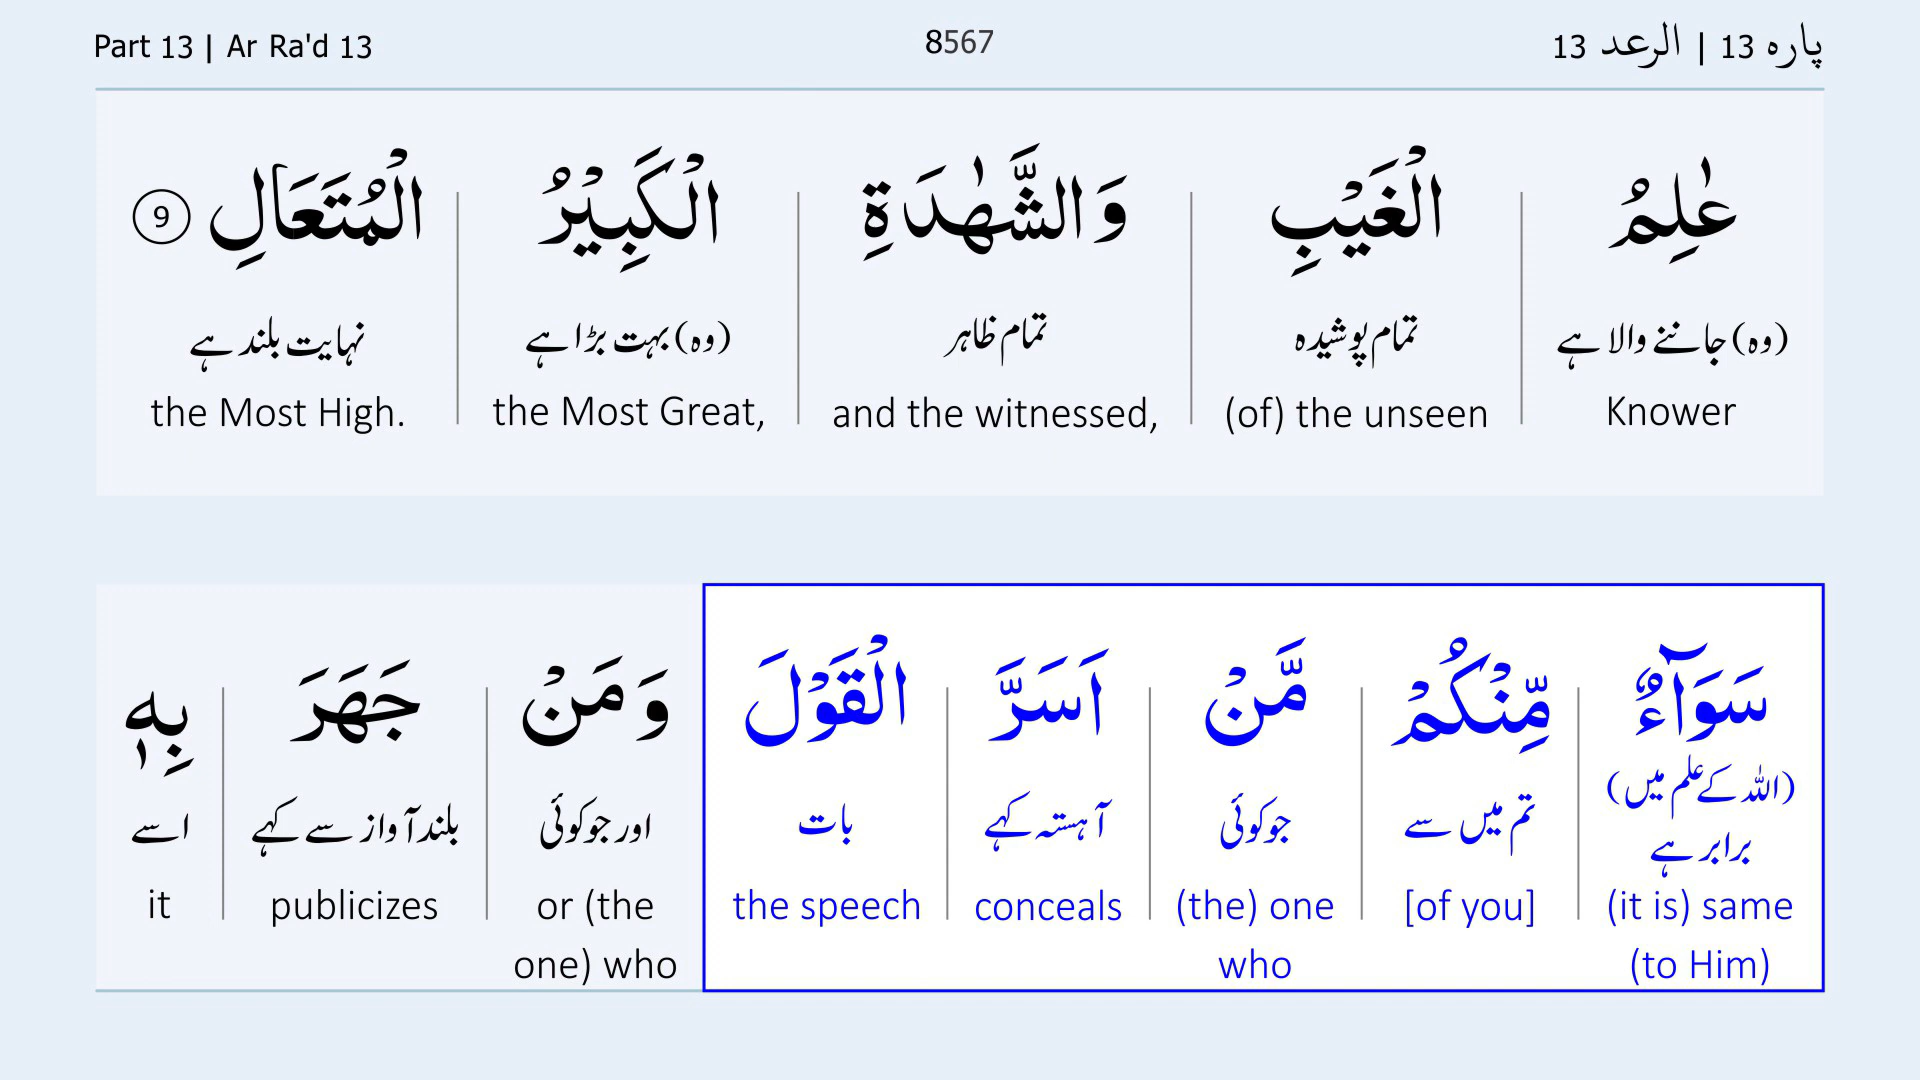 Part 13 | Ar Ra'd 13 8567 پارہ 13 | الرعد 13
عٰلِمُ الْغَیْبِ وَالشَّهٰدَةِ الْكَبِیْرُ الْمُتَعَالِ 9
(وہ) جاننے والا ہے تمام پوشیدہ تمام ظاہر (وہ) بہت بڑا ہے نہایت بلند ہے
Knower (of) the unseen and the witnessed, the Most Great, the Most High.
سَوَآءٌ مِّنْكُمْ مَّنْ اَسَرَّ الْقَوْلَ وَمَنْ جَهَرَ بِهٖ
(اللہ کے علم میں) برابر ہے تم میں سے جو کوئی آہستہ کہے بات اور جو کوئی بلند آواز سے کہے اسے
(it is) same [of you] (the) one conceals the speech or (the publicizes it
(to Him) who one) who